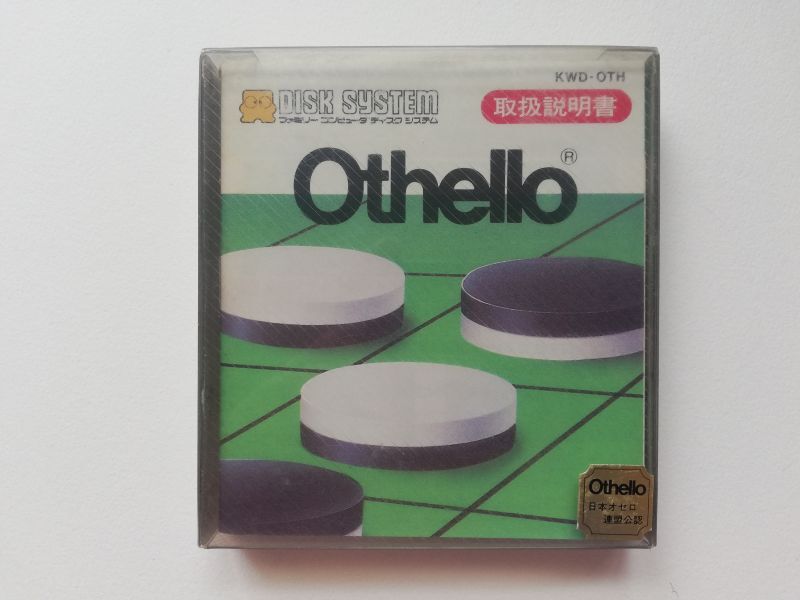 KWD-OTH
DISK SYSTEM
ファミリー コンピュータ ディスク システム
取扱説明書
Othello®
Othello
日本オセロ
連盟公認